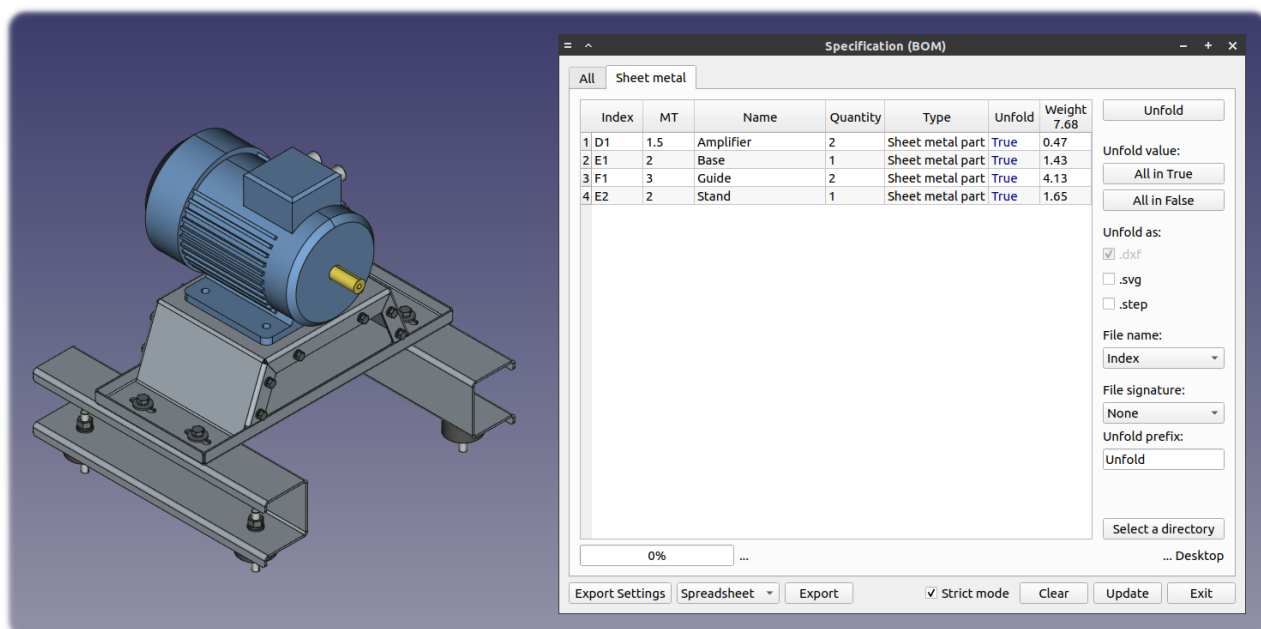 Specification (BOM)
All Sheet metal
Index MT Name Quantity Type Unfold Weight 7.68
1 D1 1.5 Amplifier 2 Sheet metal part True 0.47
2 E1 2 Base 1 Sheet metal part True 1.43
3 F1 3 Guide 2 Sheet metal part True 4.13
4 E2 2 Stand 1 Sheet metal part True 1.65
Unfold
Unfold value:
All in True
All in False
Unfold as:
.dxf
.svg
.step
File name:
Index
File signature:
None
Unfold prefix:
Unfold
Select a directory
0% ... ... Desktop
Export Settings Spreadsheet Export Strict mode Clear Update Exit